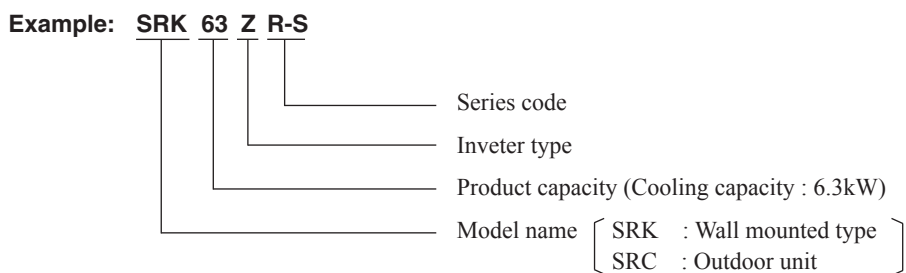 Example: SRK 63 Z R-S
Series code
Inveter type
Product capacity (Cooling capacity : 6.3kW)
Model name SRK : Wall mounted type
SRC : Outdoor unit